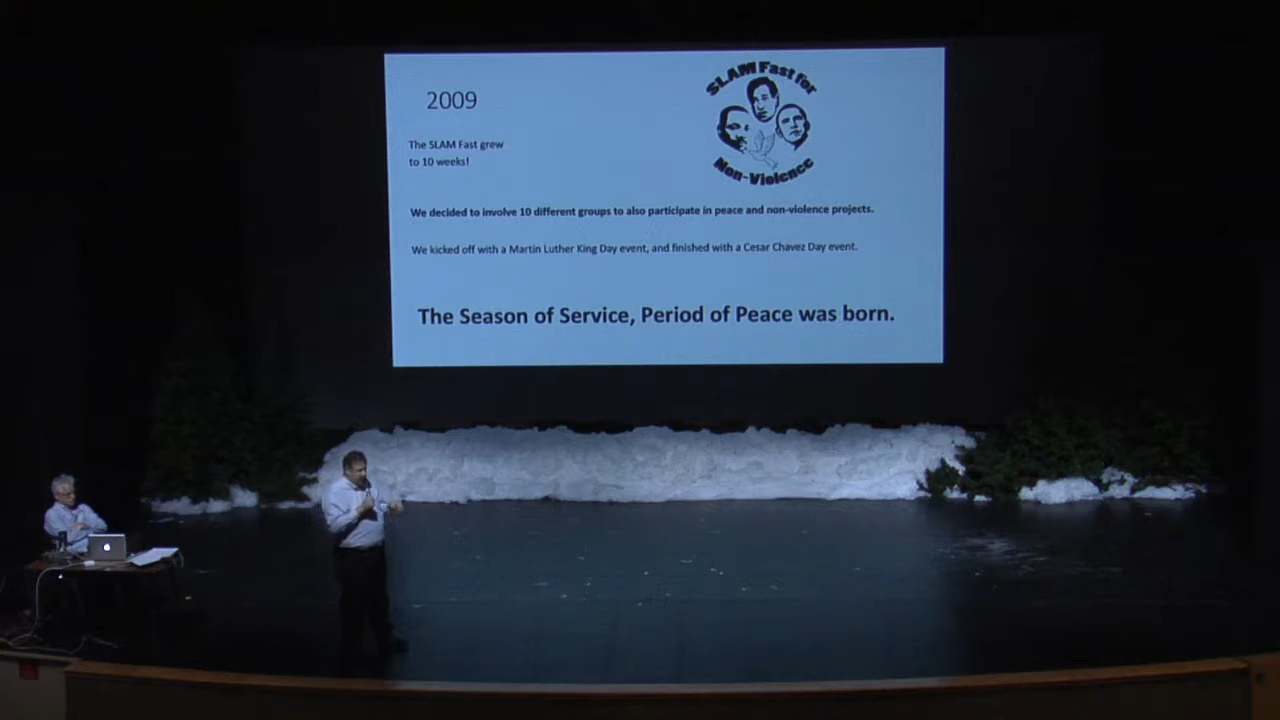 2009
SLAM Fast for
Non-Violence
The SLAM Fast grew
to 10 weeks!
We decided to involve 10 different groups to also participate in peace and non-violence projects.
We kicked off with a Martin Luther King Day event, and finished with a Cesar Chavez Day event.
The Season of Service, Period of Peace was born.